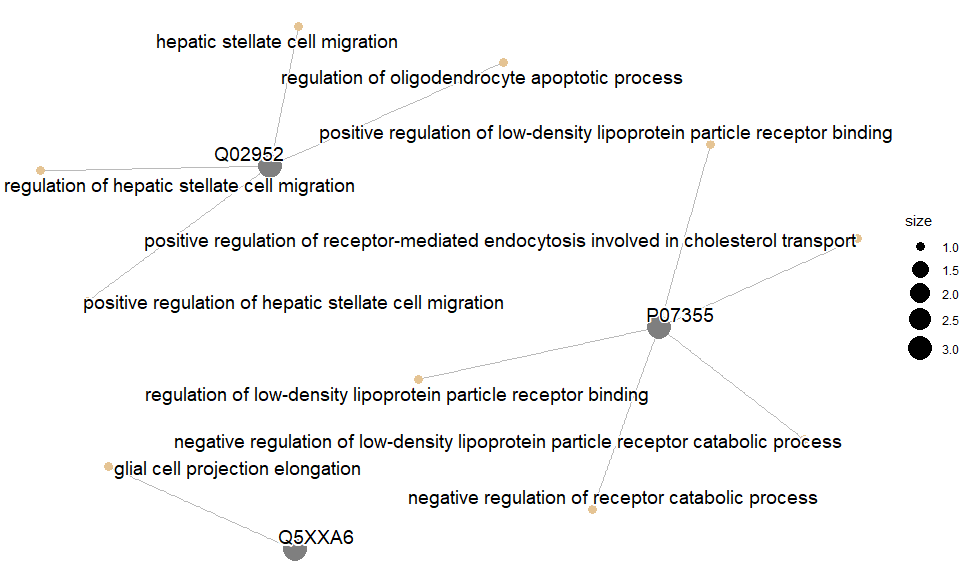 hepatic stellate cell migration
regulation of oligodendrocyte apoptotic process
positive regulation of low-density lipoprotein particle receptor binding
Q02952
regulation of hepatic stellate cell migration
size
positive regulation of receptor-mediated endocytosis involved in cholesterol transport
1.0
1.5
2.0
positive regulation of hepatic stellate cell migration
P07355
2.5
3.0
regulation of low-density lipoprotein particle receptor binding
negative regulation of low-density lipoprotein particle receptor catabolic process
glial cell projection elongation
negative regulation of receptor catabolic process
Q5XXA6